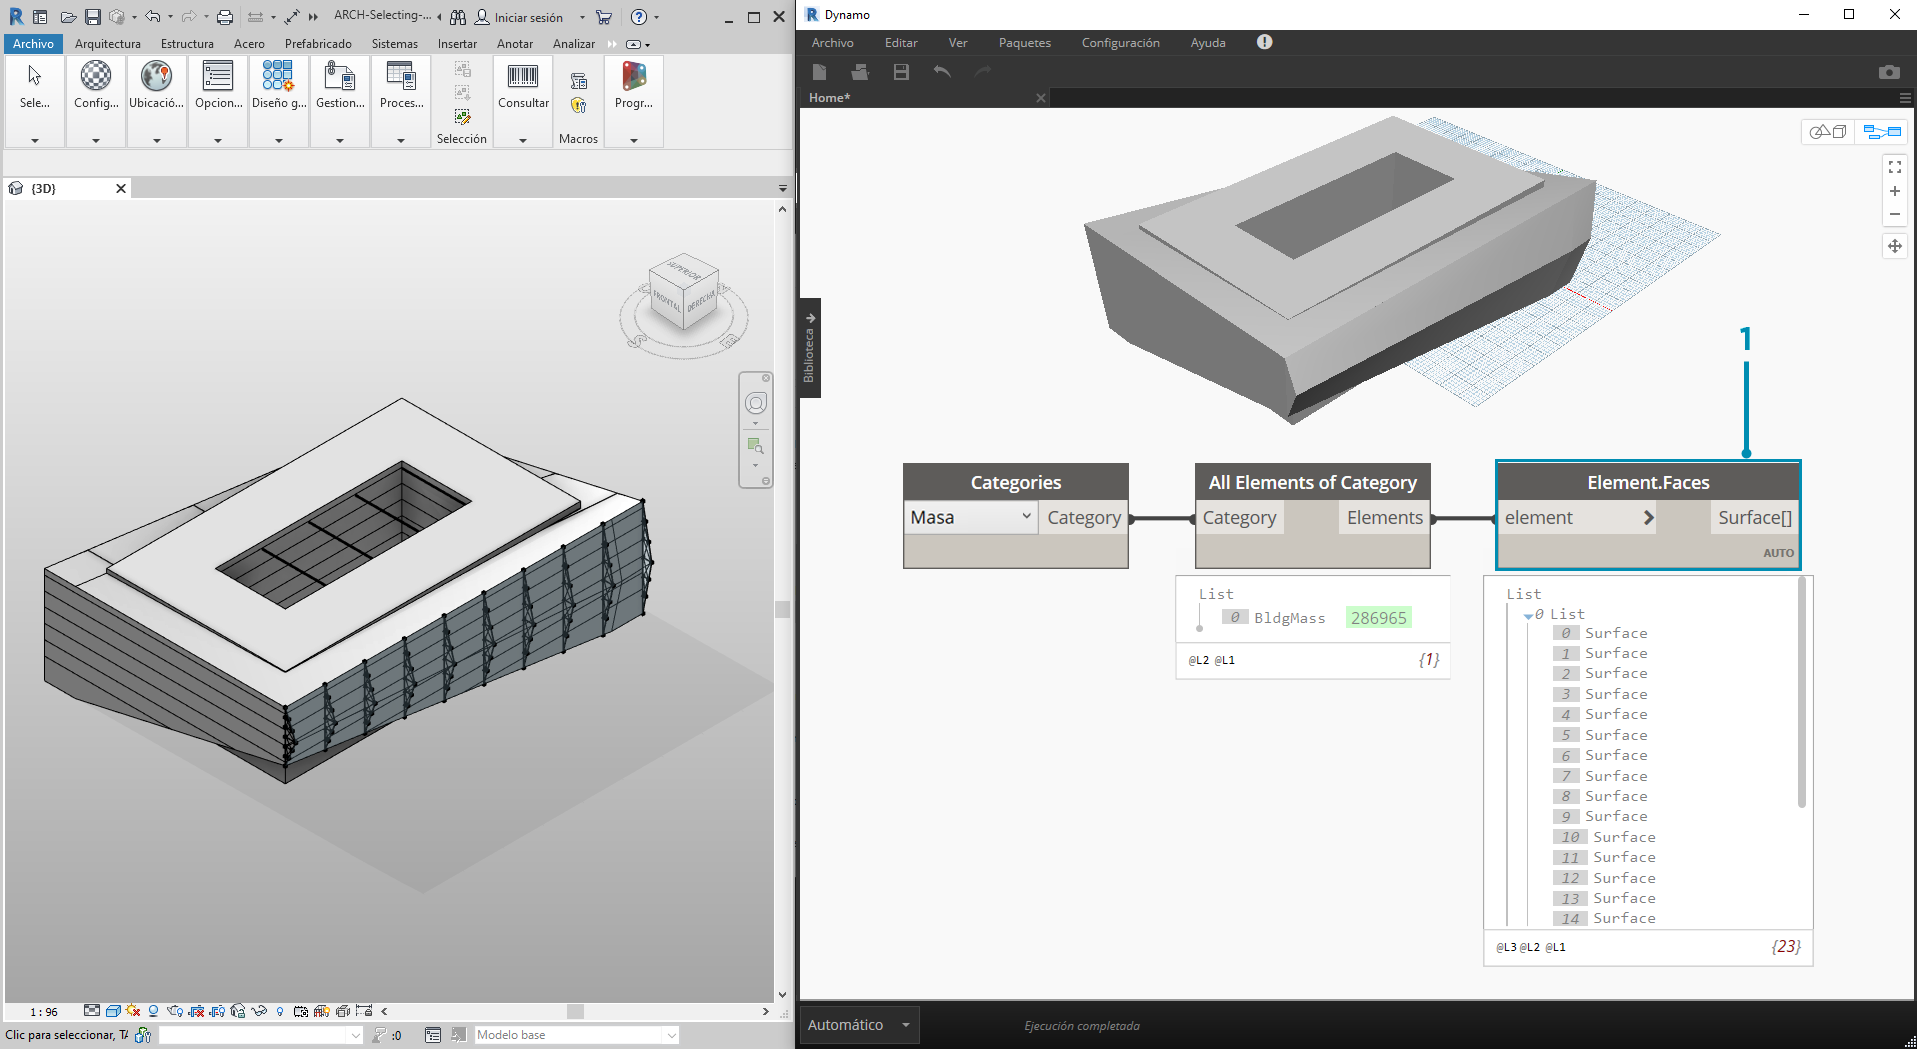 ARCH-Selecting-...
Iniciar sesión
Archivo
Arquitectura
Estructura
Acero
Prefabricado
Sistemas
Insertar
Anotar
Analizar
Sele...
Config...
Ubicació...
Opcion...
Diseño g...
Gestion...
Proces...
Consultar
Progr...
Selección
Macros
{3D}
SUPERIOR
FRONTAL
DERECHA
1 : 96
Clic para seleccionar, TA
:0
Modelo base
Dynamo
Archivo
Editar
Ver
Paquetes
Configuración
Ayuda
Home*
Biblioteca
1
Categories
Masa
Category
All Elements of Category
Category
Elements
List
0 BldgMass 286965
@L2 @L1
{1}
Element.Faces
element
Surface[]
AUTO
List
0 List
0 Surface
1 Surface
2 Surface
3 Surface
4 Surface
5 Surface
6 Surface
7 Surface
8 Surface
9 Surface
10 Surface
11 Surface
12 Surface
13 Surface
14 Surface
@L3 @L2 @L1
{23}
Automático
Ejecución completada